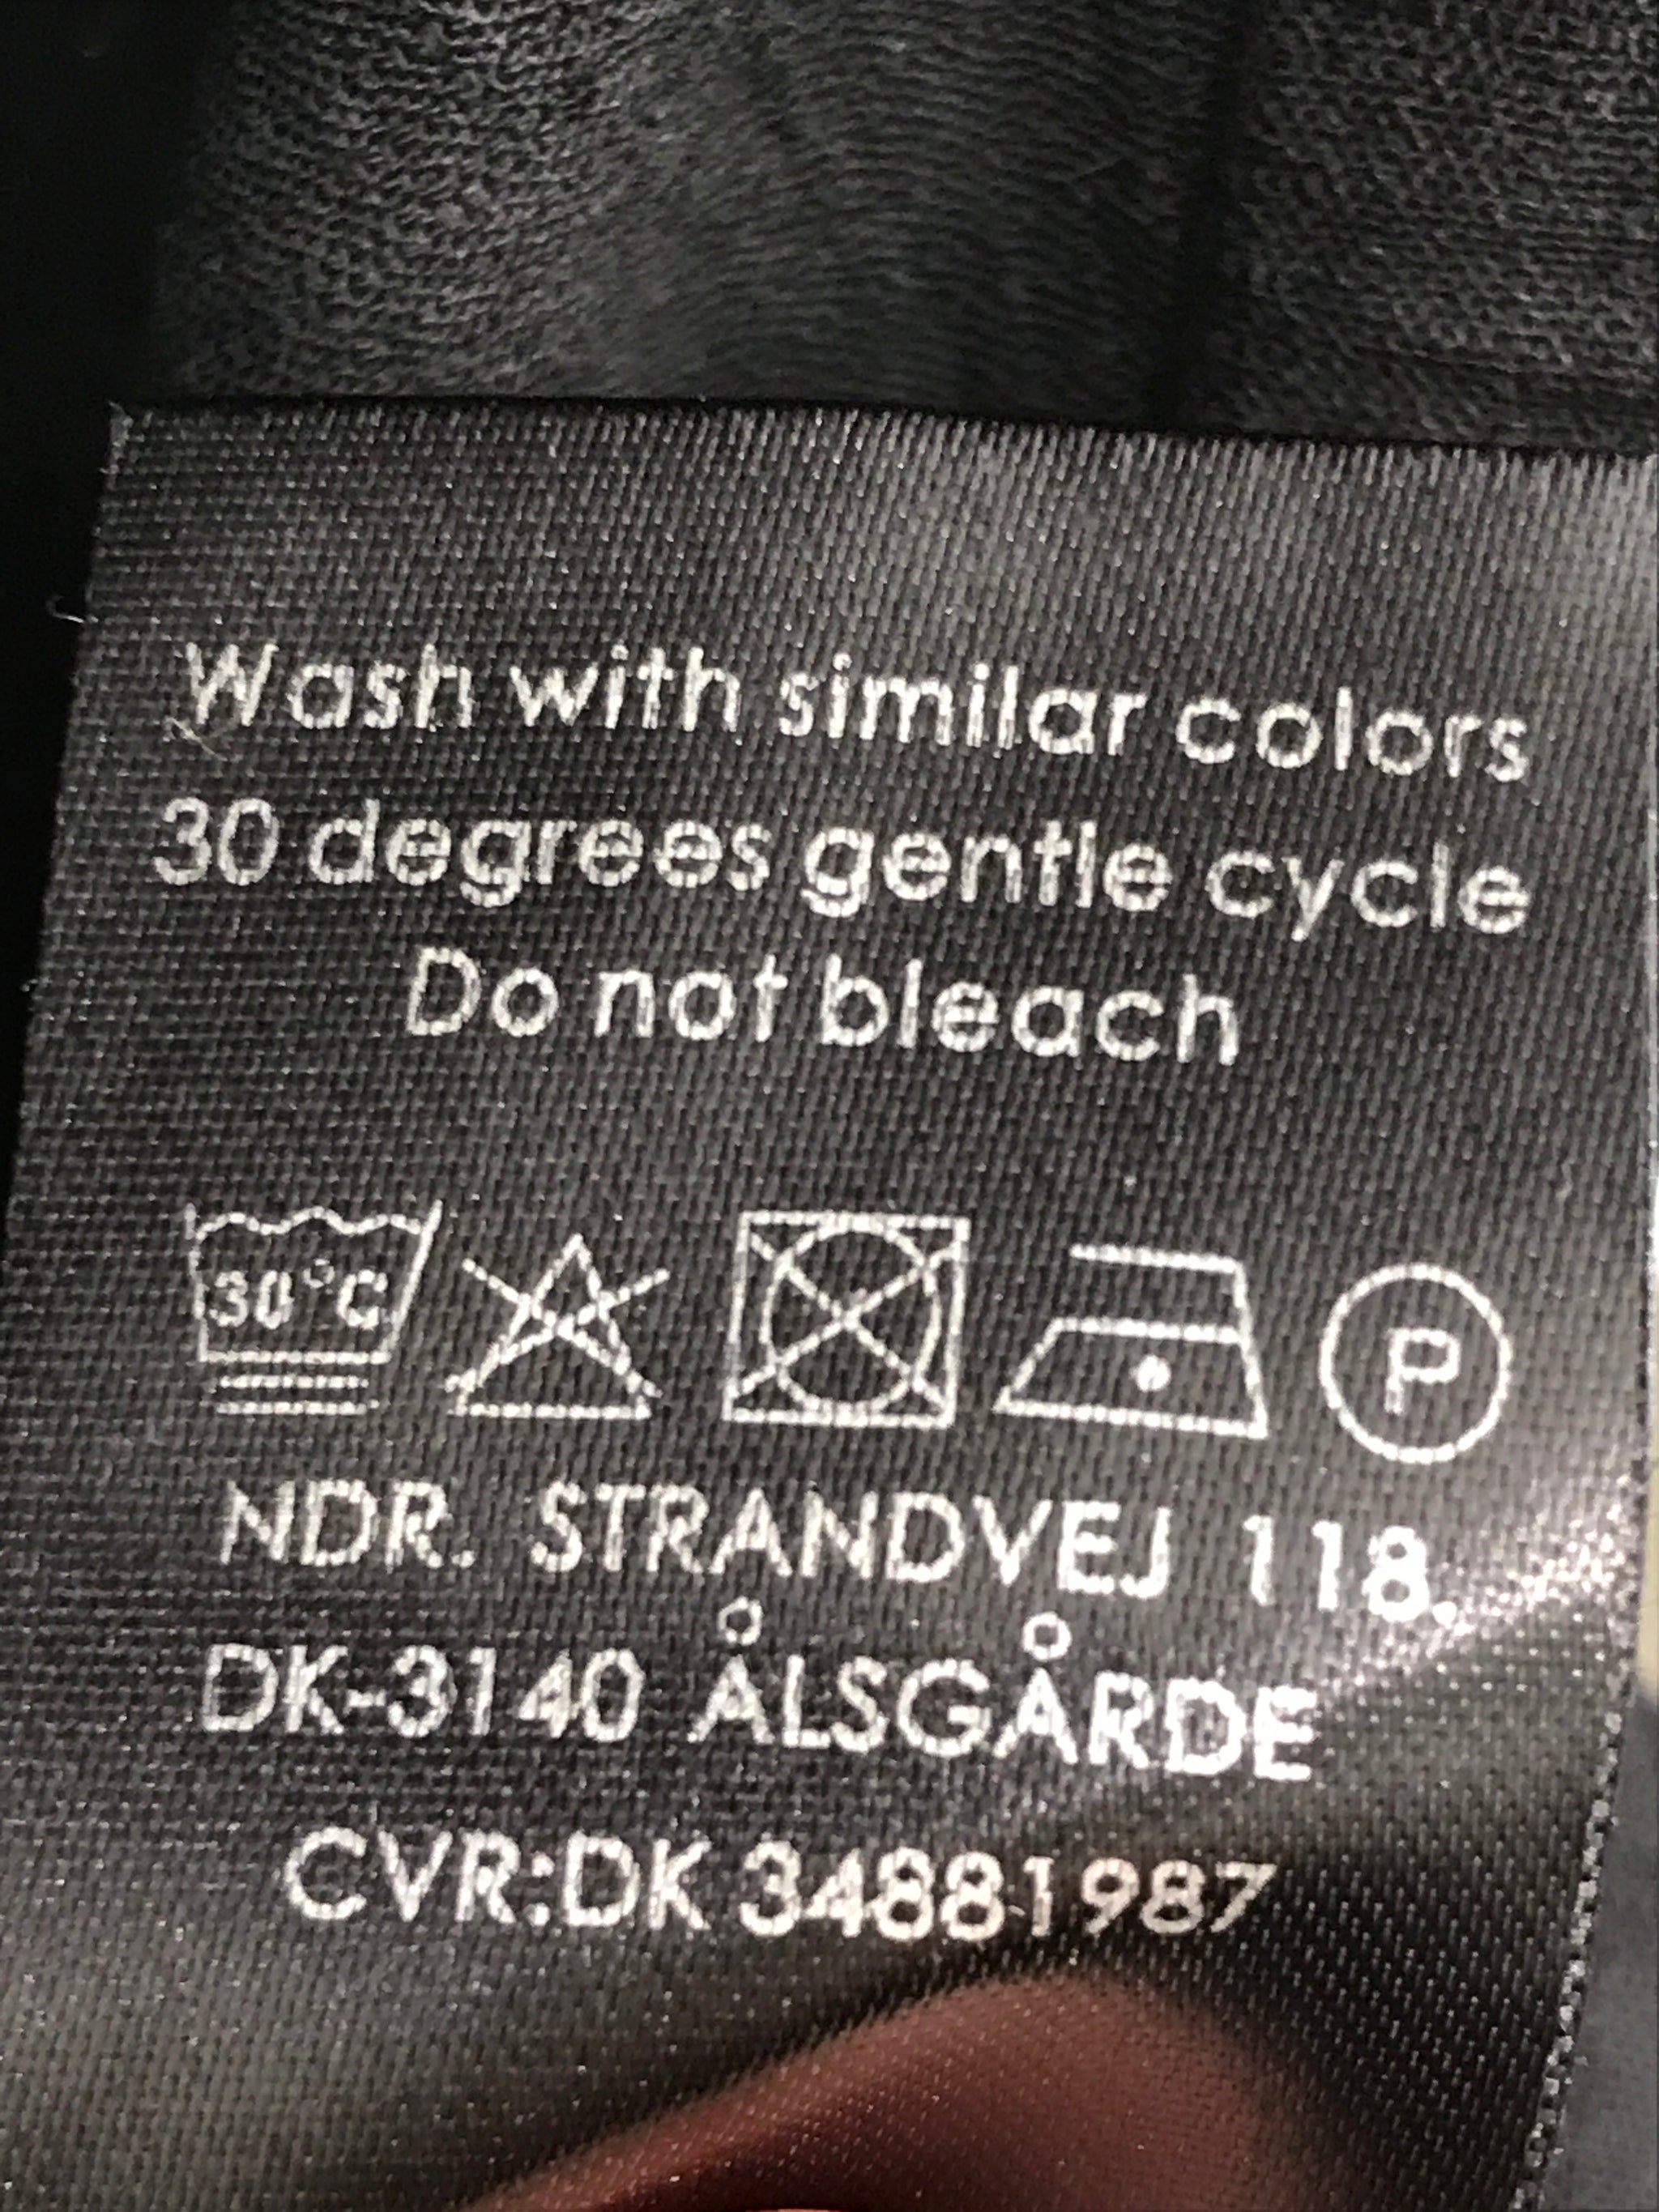 Wash with similar colors
30 degrees gentle cycle
Do not bleach
30°C P
NDR. STRANDVEJ 118.
DK-3140 ÅLSGÅRDE
CVR:DK 34881987